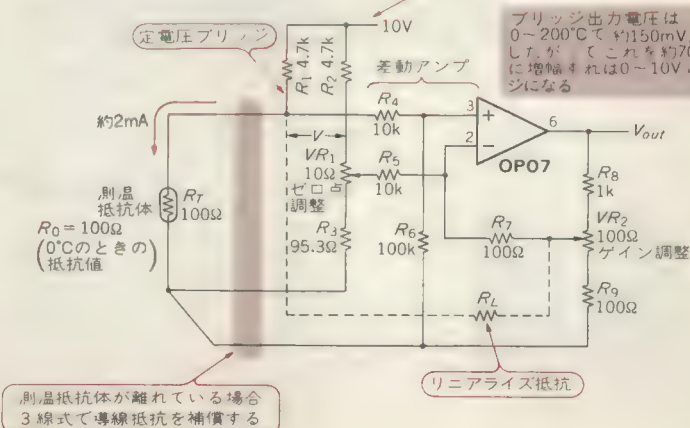 10V
ブリッジ出力電圧は
0〜200℃で約150mV,
したが て これを約70
に増幅すれば0〜10V
ジになる
定電圧ブリッジ
R₁ 4.7k
R₂ 4.7k
差動アンプ
R₄
10k
3
+
2
−
6
OP07
Vout
約2mA
V
VR₁
10Ω
ゼロ点
調整
R₅
10k
R₈
1k
測温
抵抗体
R_T
100Ω
R₀ = 100Ω
(0℃のときの
抵抗値)
R₃
95.3Ω
R₆
100k
R₇
100Ω
VR₂
100Ω
ゲイン調整
R_L
R₉
100Ω
リニアライズ抵抗
測温抵抗体が離れている場合
3線式で導線抵抗を補償する